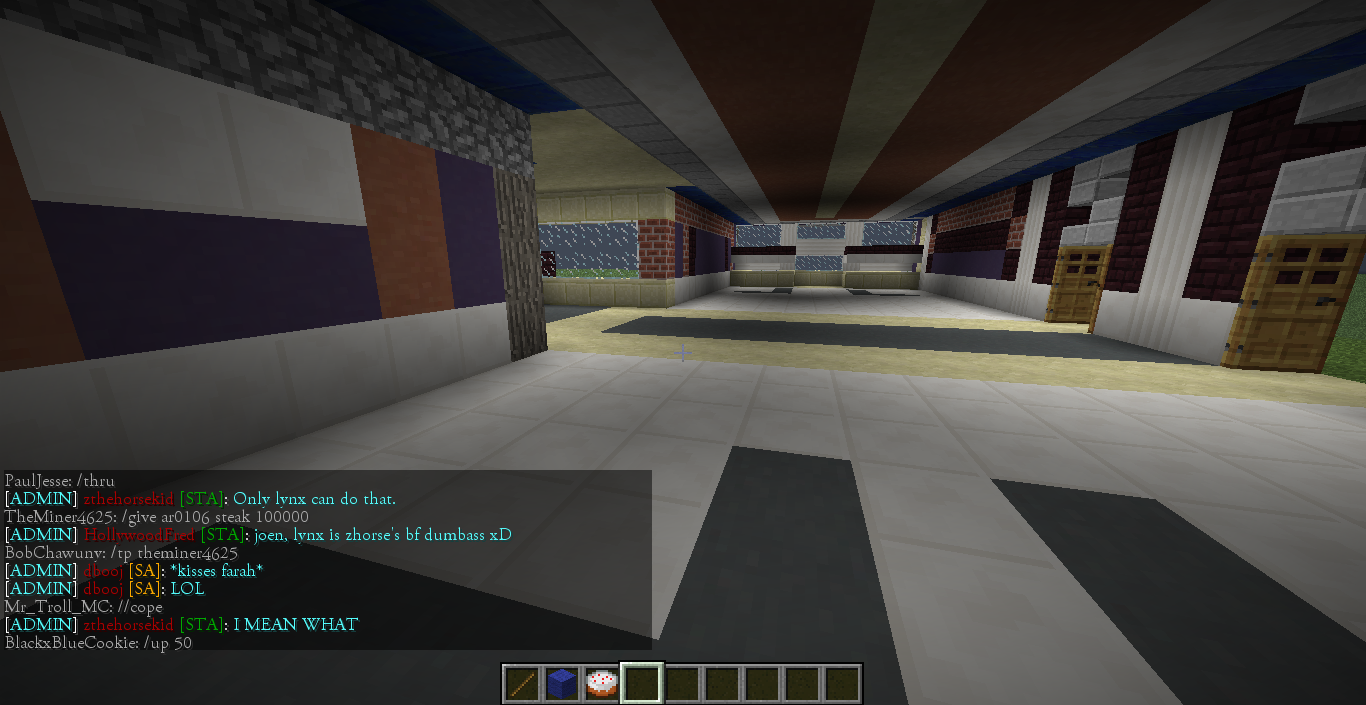 PaulJesse: /thru
[ADMIN] zthehorsekid [STA]: Only lynx can do that.
TheMiner4625: /give ar0106 steak 100000
[ADMIN] HollywoodFred [STA]: joen, lynx is zhorse's bf dumbass xD
BobChawuny: /tp theminer4625
[ADMIN] dbooj [SA]: *kisses farah*
[ADMIN] dbooj [SA]: LOL
Mr_Troll_MC: //cope
[ADMIN] zthehorsekid [STA]: I MEAN WHAT
BlackxBlueCookie: /up 50